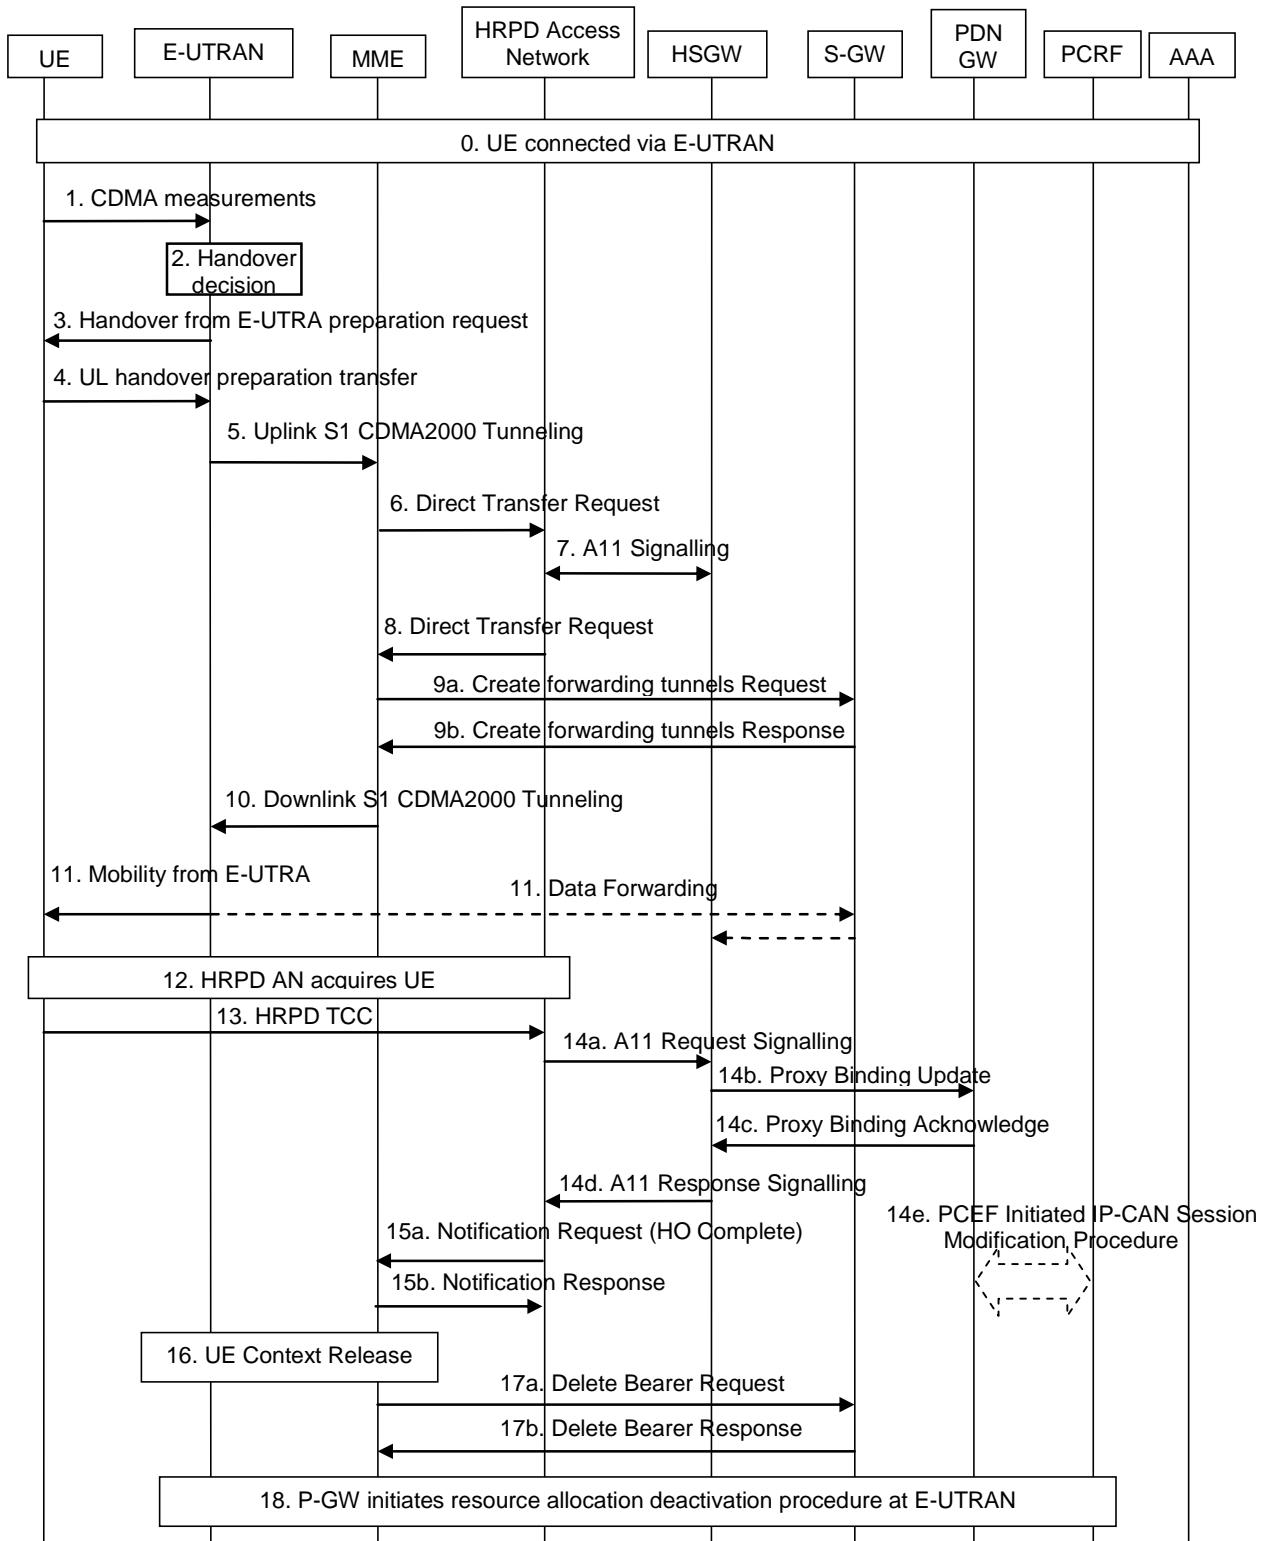 UE
E-UTRAN
MME
HRPD Access
Network
HSGW
S-GW
PDN
GW
PCRF
AAA
0. UE connected via E-UTRAN
1. CDMA measurements
2. Handover
decision
3. Handover from E-UTRA preparation request
4. UL handover preparation transfer
5. Uplink S1 CDMA2000 Tunneling
6. Direct Transfer Request
7. A11 Signalling
8. Direct Transfer Request
9a. Create forwarding tunnels Request
9b. Create forwarding tunnels Response
10. Downlink S1 CDMA2000 Tunneling
11. Mobility from E-UTRA
11. Data Forwarding
12. HRPD AN acquires UE
13. HRPD TCC
14a. A11 Request Signalling
14b. Proxy Binding Update
14c. Proxy Binding Acknowledge
14d. A11 Response Signalling
14e. PCEF Initiated IP-CAN Session
Modification Procedure
15a. Notification Request (HO Complete)
15b. Notification Response
16. UE Context Release
17a. Delete Bearer Request
17b. Delete Bearer Response
18. P-GW initiates resource allocation deactivation procedure at E-UTRAN